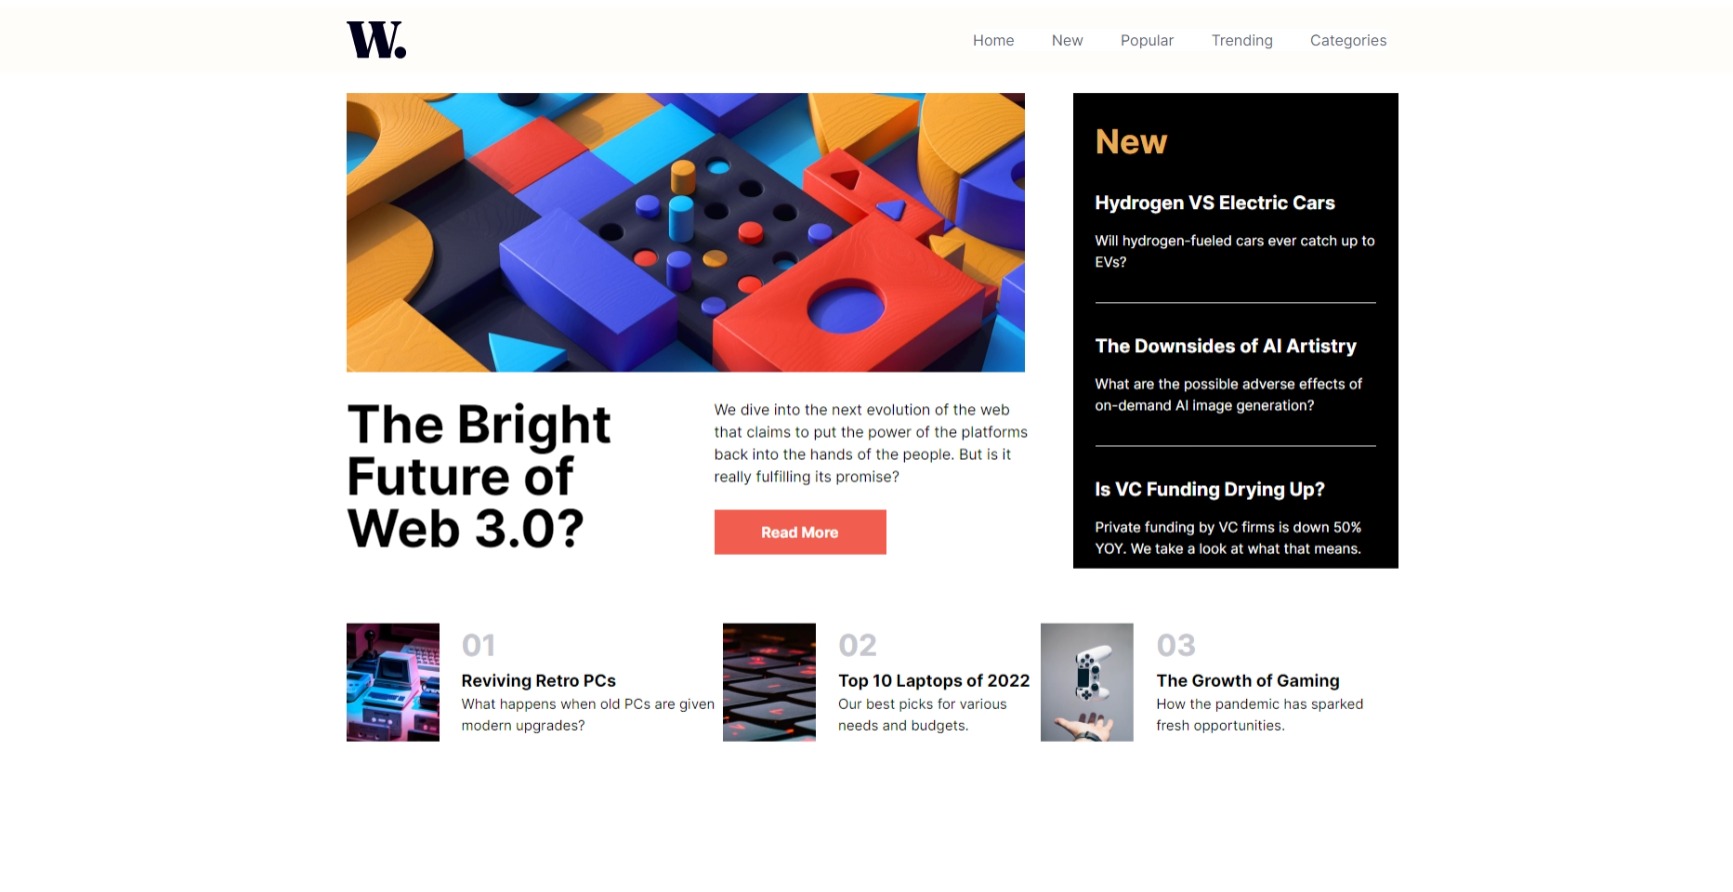 W.
Home New Popular Trending Categories
The Bright
Future of
Web 3.0?
We dive into the next evolution of the web
that claims to put the power of the platforms
back into the hands of the people. But is it
really fulfilling its promise?
Read More
New
Hydrogen VS Electric Cars
Will hydrogen-fueled cars ever catch up to
EVs?
The Downsides of AI Artistry
What are the possible adverse effects of
on-demand AI image generation?
Is VC Funding Drying Up?
Private funding by VC firms is down 50%
YOY. We take a look at what that means.
01
Reviving Retro PCs
What happens when old PCs are given
modern upgrades?
02
Top 10 Laptops of 2022
Our best picks for various
needs and budgets.
03
The Growth of Gaming
How the pandemic has sparked
fresh opportunities.